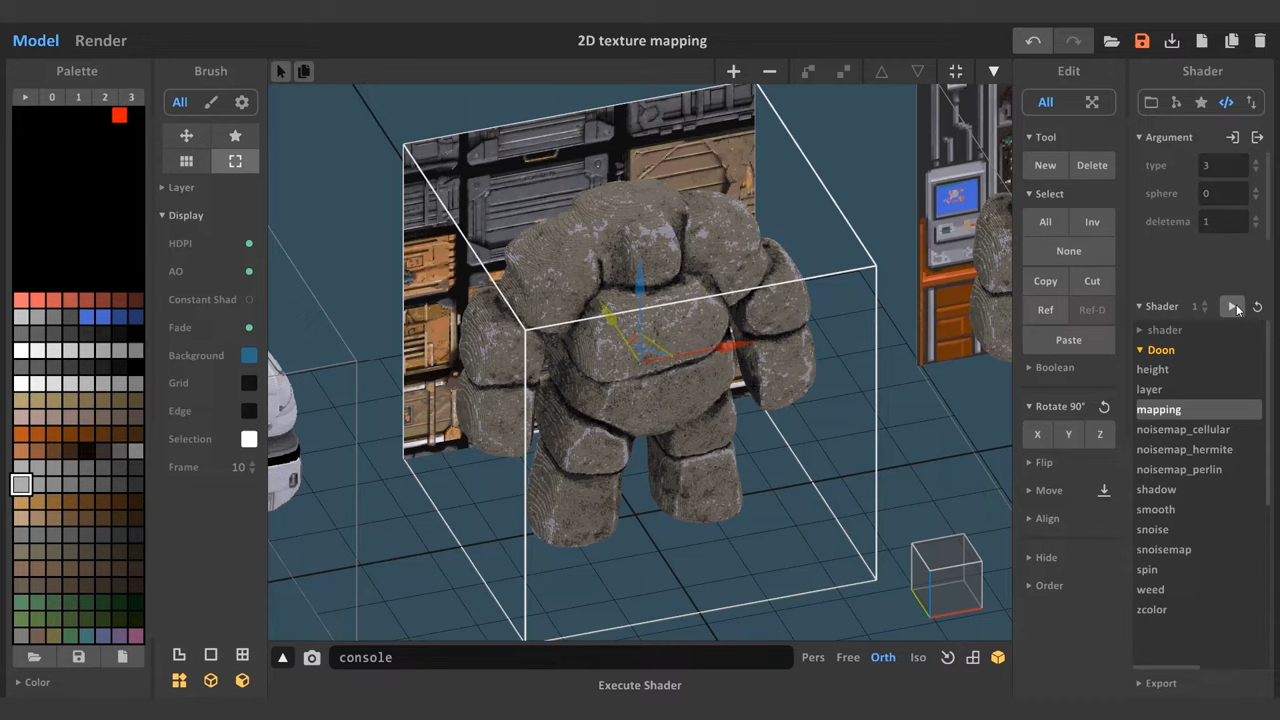 Model Render 2D texture mapping
Palette Brush Edit Shader
0 1 2 3
All
All
Tool
New Delete
Select
All Inv
None
Copy Cut
Ref Ref-D
Paste
Boolean
Rotate 90°
X Y Z
Flip
Move
Align
Hide
Order
Layer
Display
HDPI
AO
Constant Shad
Fade
Background
Grid
Edge
Selection
Frame 10
Argument
type 3
sphere 0
deletema 1
Shader 1
shader
Doon
height
layer
mapping
noisemap_cellular
noisemap_hermite
noisemap_perlin
shadow
smooth
snoise
snoisemap
spin
weed
zcolor
Export
Color
console
Pers Free Orth Iso
Execute Shader